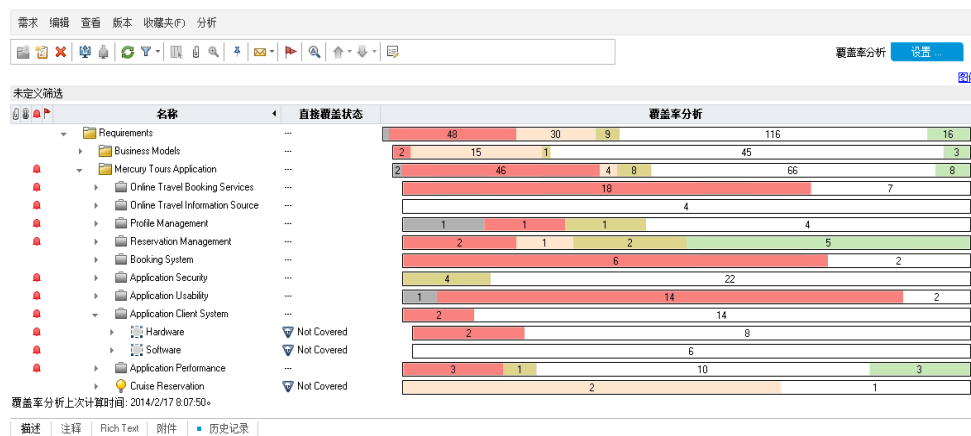 需求 编辑 查看 版本 收藏夹(F) 分析
覆盖率分析 设置 ...
未定义筛选
名称 直接覆盖状态 覆盖率分析
Requirements --- 48 30 9 116 16
Business Models --- 2 15 1 45 3
Mercury Tours Application --- 2 46 4 8 66 8
Online Travel Booking Services --- 18 7
Online Travel Information Source --- 4
Profile Management --- 1 1 1 4
Reservation Management --- 2 1 2 5
Booking System --- 6 2
Application Security --- 4 22
Application Usability --- 1 14 2
Application Client System --- 2 14
Hardware Not Covered 2 8
Software Not Covered 6
Application Performance --- 3 1 10 3
Cruise Reservation Not Covered 2 1
覆盖率分析上次计算时间: 2014/2/17 8:07:50。
描述 注释 Rich Text 附件 历史记录